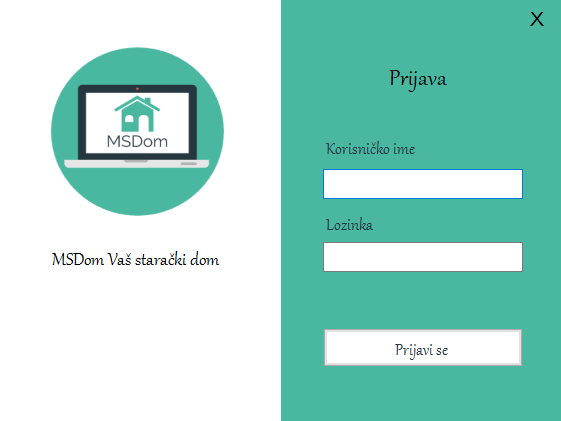 MSDom
MSDom Vaš starački dom
X
Prijava
Korisničko ime
Lozinka
Prijavi se